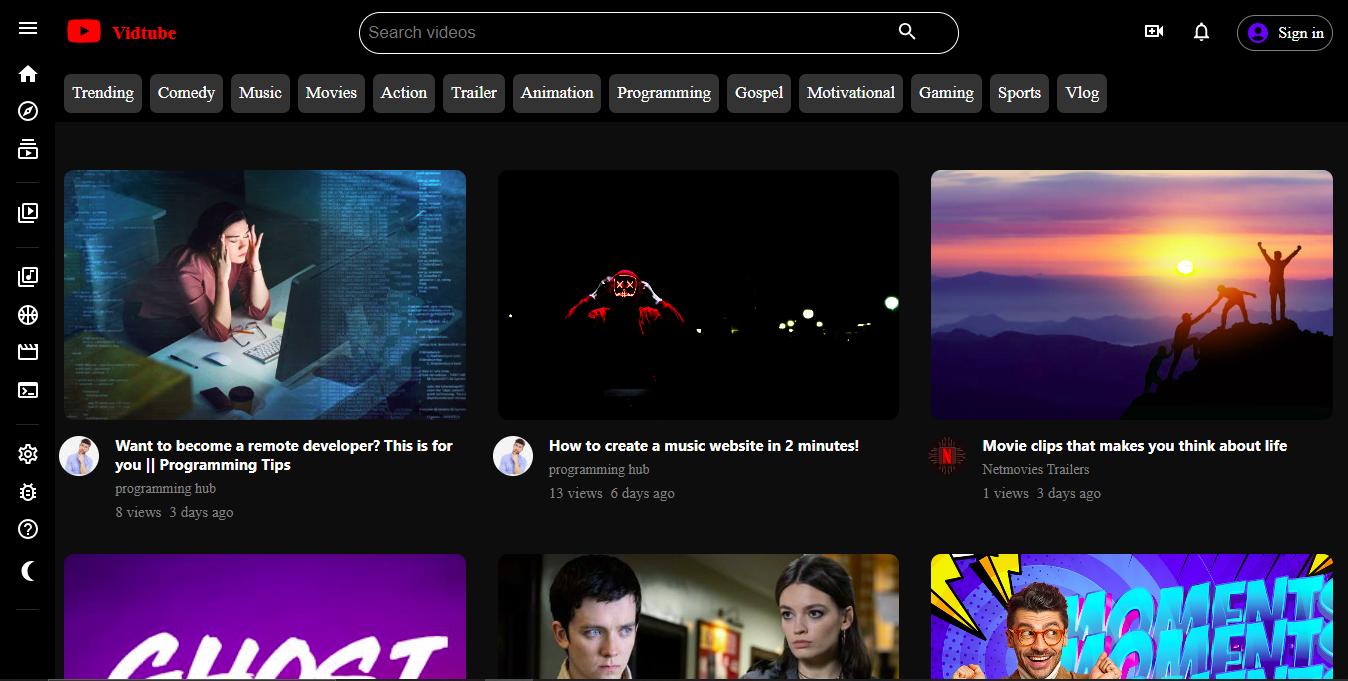 Vidtube
Search videos
Sign in
Trending
Comedy
Music
Movies
Action
Trailer
Animation
Programming
Gospel
Motivational
Gaming
Sports
Vlog
Want to become a remote developer? This is for
you || Programming Tips
programming hub
8 views 3 days ago
How to create a music website in 2 minutes!
programming hub
13 views 6 days ago
N
Movie clips that makes you think about life
Netmovies Trailers
1 views 3 days ago
GHOST
MOMENTS
MOMENTS